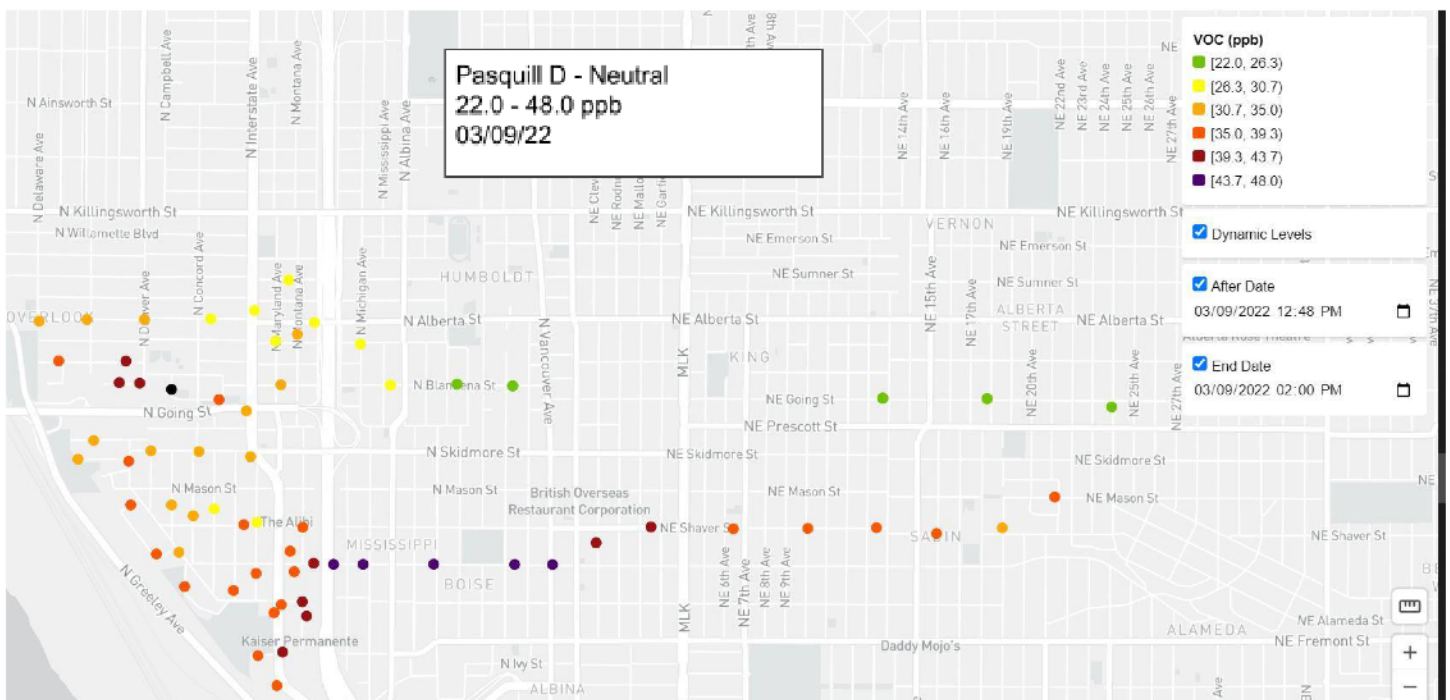 Pasquill D - Neutral
22.0 - 48.0 ppb
03/09/22
VOC (ppb)
[22.0, 26.3)
[26.3, 30.7)
[30.7, 35.0)
[35.0, 39.3)
[39.3, 43.7)
[43.7, 48.0)
Dynamic Levels
After Date
03/09/2022 12:48 PM
End Date
03/09/2022 02:00 PM
N Ainsworth St
N Campbell Ave
N Interstate Ave
N Montana Ave
N Mississippi Ave
N Albina Ave
N Delaware Ave
NE 14th Ave
NE 16th Ave
NE 19th Ave
NE 22nd Ave
NE 23rd Ave
NE 24th Ave
NE 25th Ave
NE 26th Ave
NE 27th Ave
N Killingsworth St
NE Killingsworth St
NE Killingsworth St
N Willamette Blvd
NE Emerson St
VERNON
NE Emerson St
HUMBOLDT
NE Sumner St
NE Sumner St
N Concord Ave
N Maryland Ave
N Michigan Ave
OVERLOOK
N Alberta St
N Vancouver Ave
NE Alberta St
NE 15th Ave
NE 17th Ave
ALBERTA
STREET
NE Alberta St
MLK
KING
NE 20th Ave
NE 25th Ave
NE 27th Ave
N Going St
NE Going St
NE Prescott St
N Skidmore St
NE Skidmore St
NE Skidmore St
N Mason St
N Mason St
British Overseas
Restaurant Corporation
NE Mason St
NE Mason St
The Alibi
NE Shaver St
SABIN
NE Shaver St
MISSISSIPPI
BOISE
N Greeley Ave
NE 6th Ave
NE 7th Ave
NE 8th Ave
NE 9th Ave
MLK
Kaiser Permanente
Daddy Mojo's
ALAMEDA
NE Alameda St
NE Fremont St
N Ivy St
ALBINA
+
−